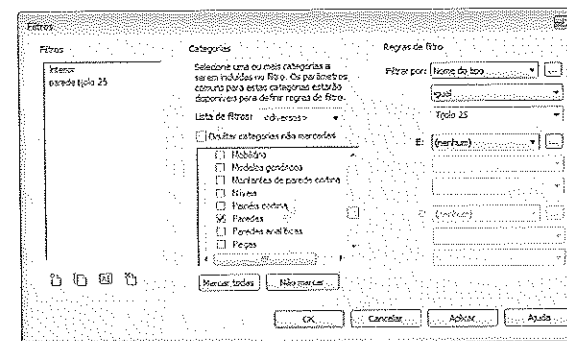 Filtros
Filtros
Interior
parede tijolo 25
Categorias
Selecione uma ou mais categorias a
serem incluídas no filtro. Os parâmetros
comuns para estas categorias estarão
disponíveis para definir regras de filtro.
Lista de filtros: <diversos>
Ocultar categorias não marcadas
Mobiliário
Modelos genéricos
Montantes de parede cortina
Níveis
Painéis cortina
Paredes
Paredes analíticas
Peças
Marcar todas
Não marcar
Regras de filtro
Filtrar por: Nome do tipo ...
igual
Tijolo 25
E: (nenhum) ...
E: (nenhum) ...
OK
Cancelar
Aplicar
Ajuda